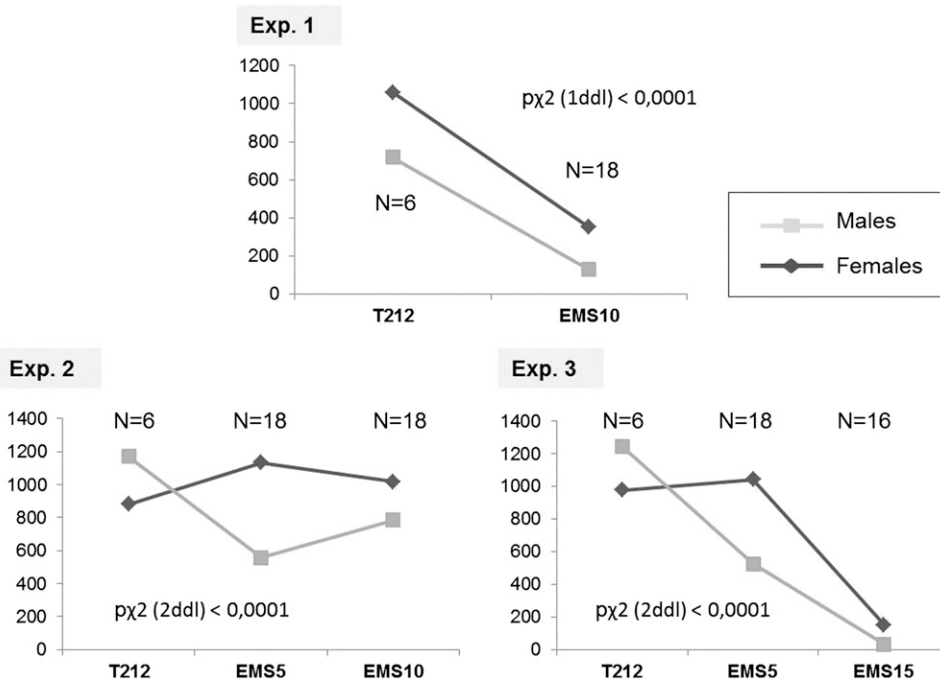 Exp. 1
1200
1000
800
600
400
200
0
pχ2 (1ddl) < 0,0001
N=6
N=18
T212
EMS10
Males
Females
Exp. 2
1400
1200
1000
800
600
400
200
0
N=6
N=18
N=18
pχ2 (2ddl) < 0,0001
T212
EMS5
EMS10
Exp. 3
1400
1200
1000
800
600
400
200
0
N=6
N=18
N=16
pχ2 (2ddl) < 0,0001
T212
EMS5
EMS15